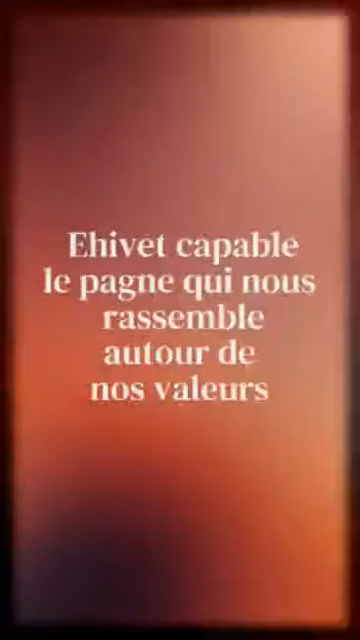 Ehivet capable
le pagne qui nous
rassemble
autour de
nos valeurs